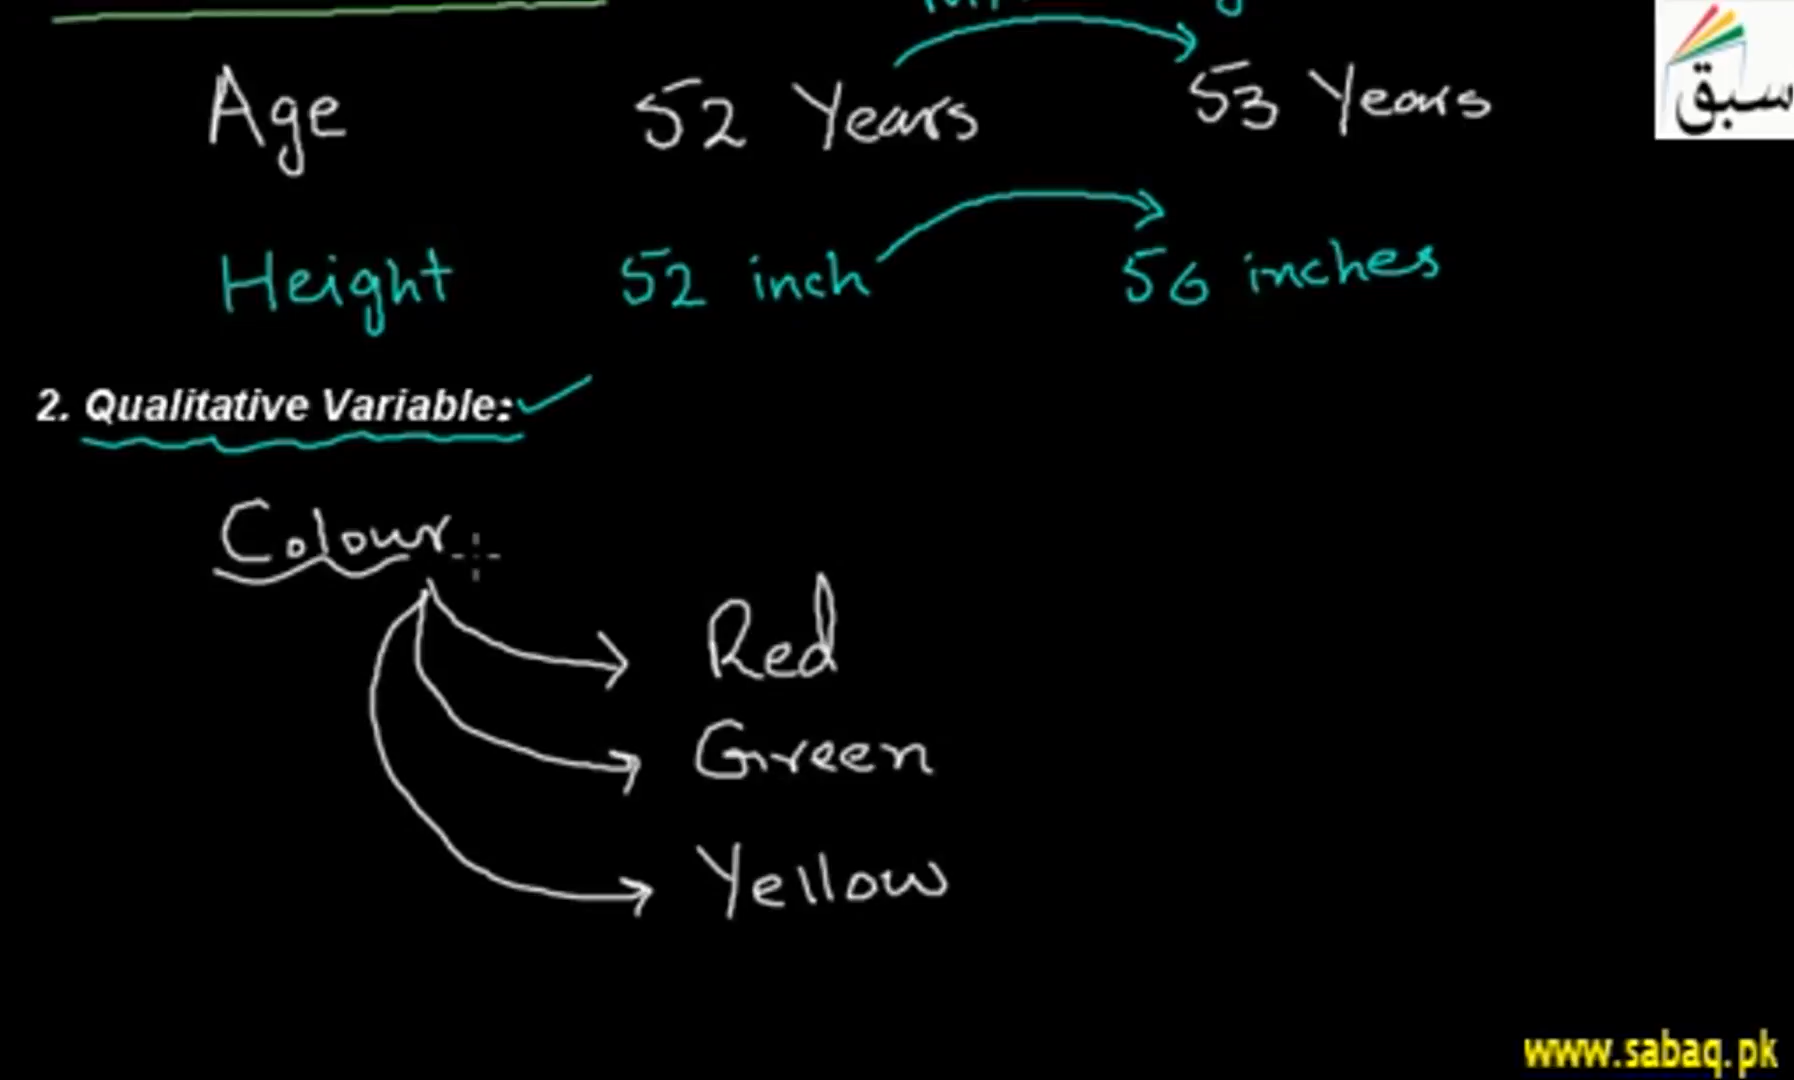 Age 52 Years 53 Years
سبق
Height 52 inch 56 inches
2. Qualitative Variable:
Colour
Red
Green
Yellow
www.sabaq.pk